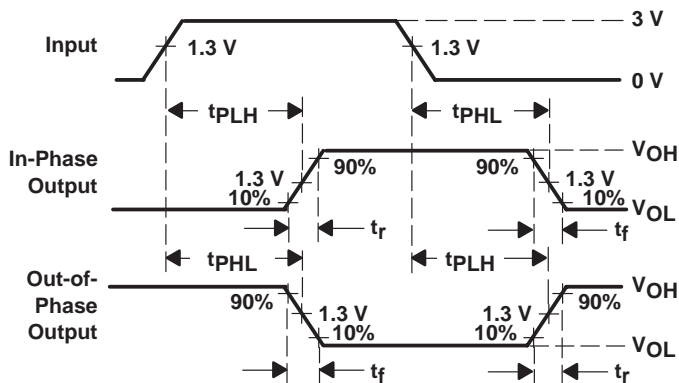 3 V
Input
1.3 V
1.3 V
0 V
tPLH
tPHL
In-Phase
Output
VOH
90%
90%
1.3 V
1.3 V
10%
10%
VOL
tr
tf
tPHL
tPLH
Out-of-
Phase
Output
VOH
90%
90%
1.3 V
1.3 V
10%
10%
VOL
tf
tr